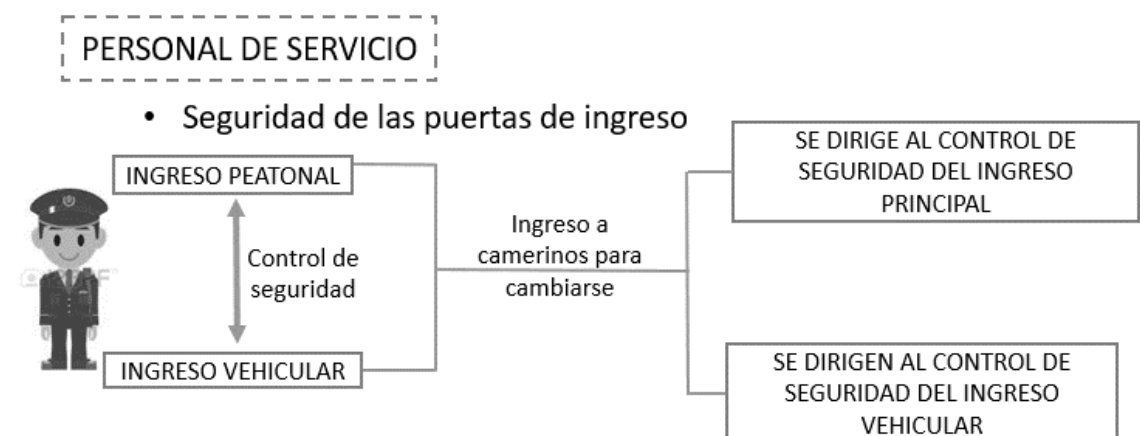 PERSONAL DE SERVICIO
• Seguridad de las puertas de ingreso
INGRESO PEATONAL
Control de
seguridad
INGRESO VEHICULAR
Ingreso a
camerinos para
cambiarse
SE DIRIGE AL CONTROL DE
SEGURIDAD DEL INGRESO
PRINCIPAL
SE DIRIGEN AL CONTROL DE
SEGURIDAD DEL INGRESO
VEHICULAR